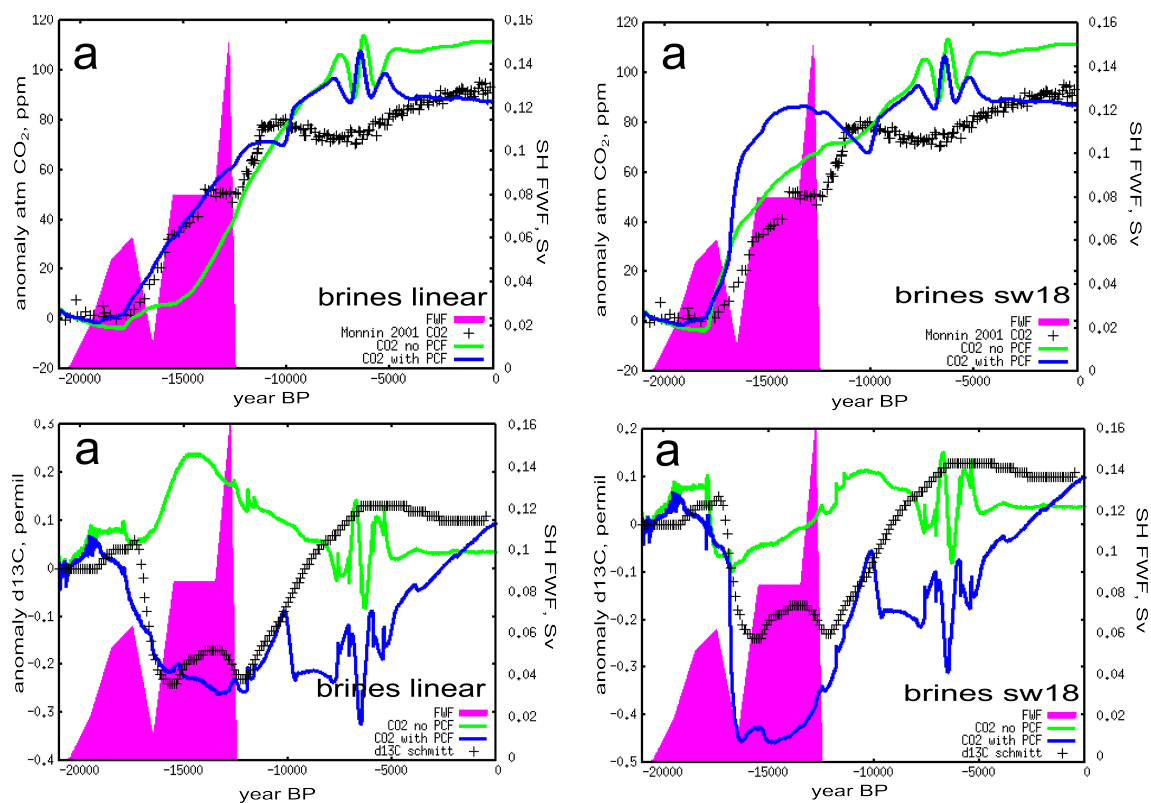 120
100
80
60
40
20
0
-20
anomaly atm CO2, ppm
a
0.16
0.14
0.12
0.1
0.08
0.06
0.04
0.02
0
SH FWF, Sv
brines linear
FWF
Monnin 2001 CO2
CO2 no PCF
CO2 with PCF
-20000 -15000 -10000 -5000 0
year BP
120
100
80
60
40
20
0
-20
anomaly atm CO2, ppm
a
0.16
0.14
0.12
0.1
0.08
0.06
0.04
0.02
0
SH FWF, Sv
brines sw18
FWF
Monnin 2001 CO2
CO2 no PCF
CO2 with PCF
-20000 -15000 -10000 -5000 0
year BP
0.3
0.2
0.1
0
-0.1
-0.2
-0.3
-0.4
anomaly d13C, permil
a
0.16
0.14
0.12
0.1
0.08
0.06
0.04
0.02
0
SH FWF, Sv
brines linear
FWF
CO2 no PCF
CO2 with PCF
d13C schmitt
-20000 -15000 -10000 -5000 0
year BP
0.2
0.1
0
-0.1
-0.2
-0.3
-0.4
-0.5
anomaly d13C, permil
a
0.16
0.14
0.12
0.1
0.08
0.06
0.04
0.02
0
SH FWF, Sv
brines sw18
FWF
CO2 no PCF
CO2 with PCF
d13C schmitt
-20000 -15000 -10000 -5000 0
year BP